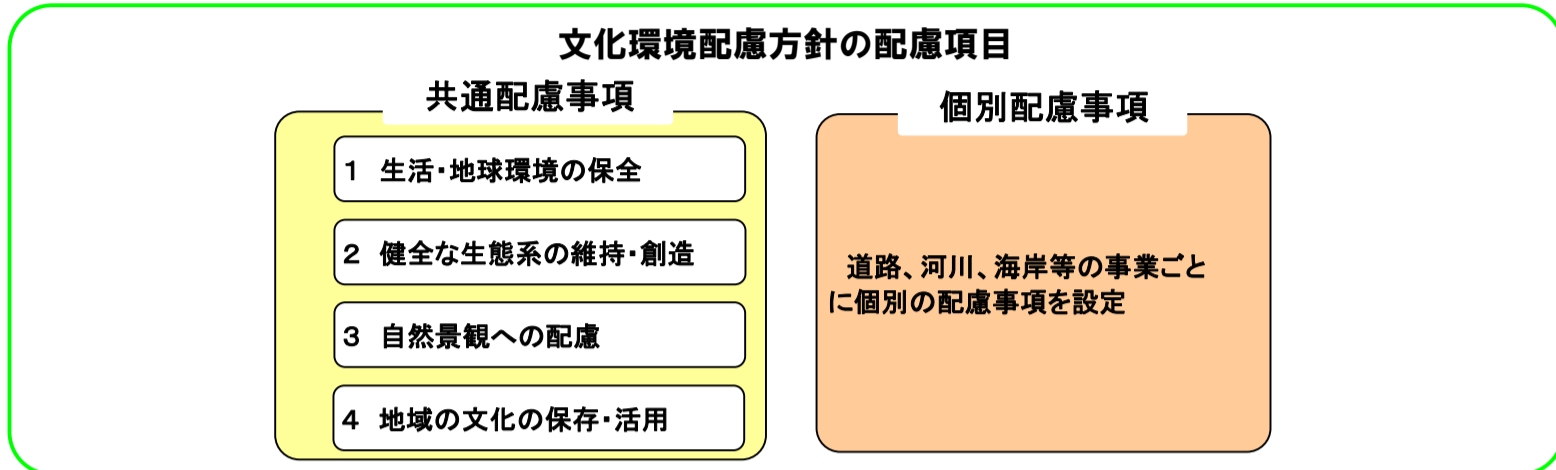 文化環境配慮方針の配慮項目
共通配慮事項
1 生活・地球環境の保全
2 健全な生態系の維持・創造
3 自然景観への配慮
4 地域の文化の保存・活用
個別配慮事項
道路、河川、海岸等の事業ごと
に個別の配慮事項を設定